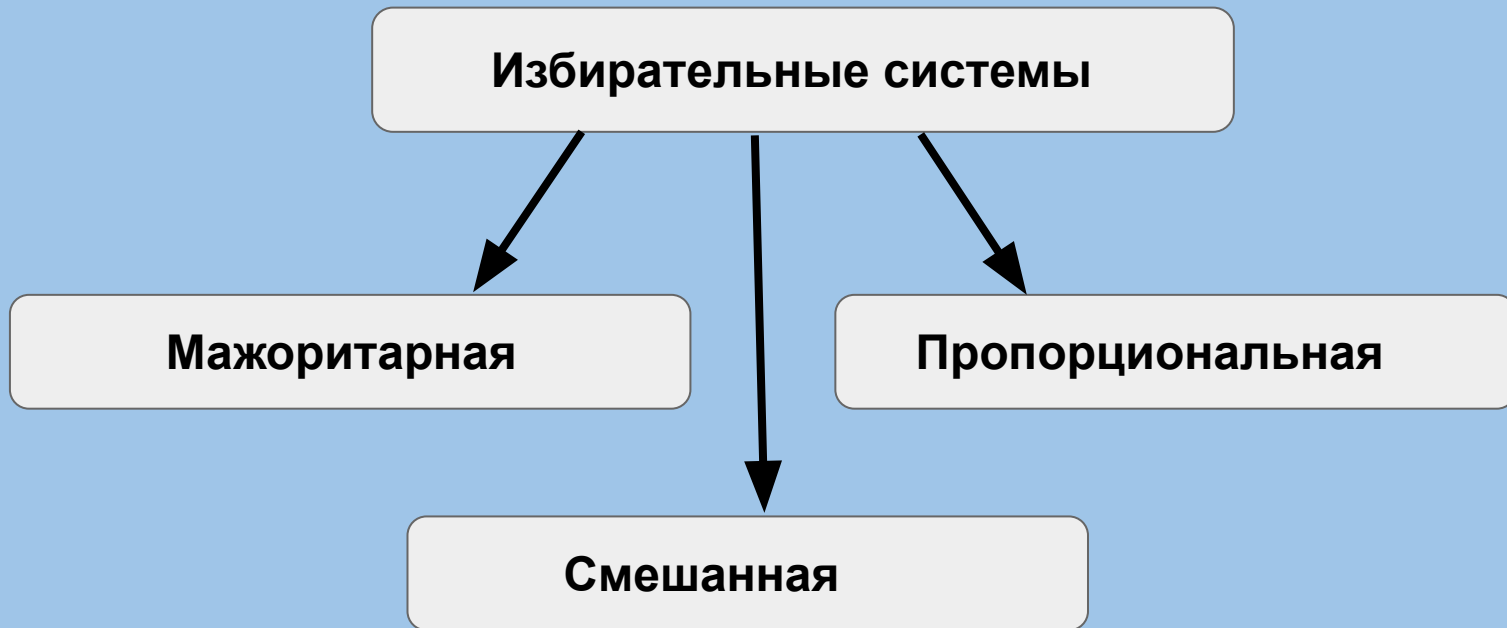 Избирательные системы
Мажоритарная
Пропорциональная
Смешанная